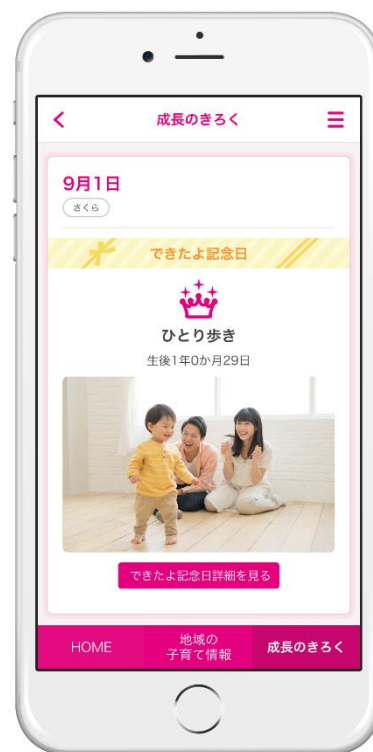 成長のきろく
9月1日
さくら
できたよ記念日
ひとり歩き
生後1年0か月29日
できたよ記念日詳細を見る
HOME
地域の
子育て情報
成長のきろく